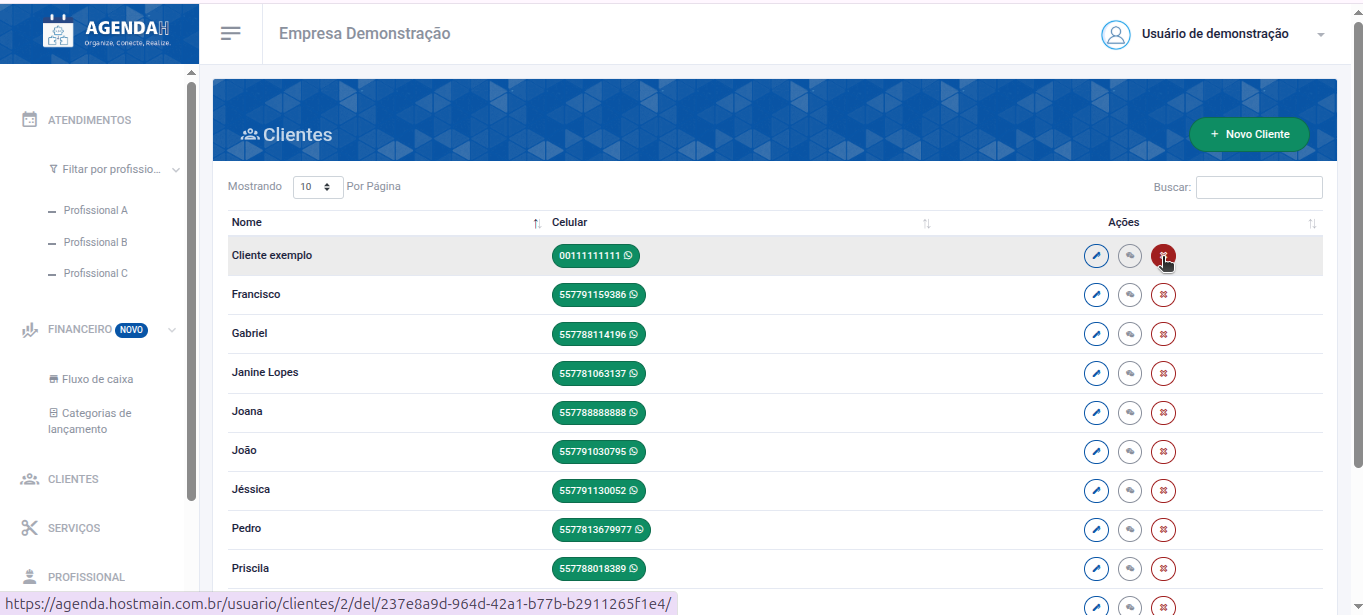 AGENDAH
Organize, Conecte, Realize.
Empresa Demonstração
Usuário de demonstração
ATENDIMENTOS
Filtar por profissio...
Profissional A
Profissional B
Profissional C
FINANCEIRO NOVO
Fluxo de caixa
Categorias de
lançamento
CLIENTES
SERVIÇOS
PROFISSIONAL
Clientes
+ Novo Cliente
Mostrando 10 Por Página
Buscar:
Nome Celular Ações
Cliente exemplo 00111111111
Francisco 557791159386
Gabriel 557788114196
Janine Lopes 557781063137
Joana 557788888888
João 557791030795
Jéssica 557791130052
Pedro 5577813679977
Priscila 557788018389
https://agenda.hostmain.com.br/usuario/clientes/2/del/237e8a9d-964d-42a1-b77b-b2911265f1e4/